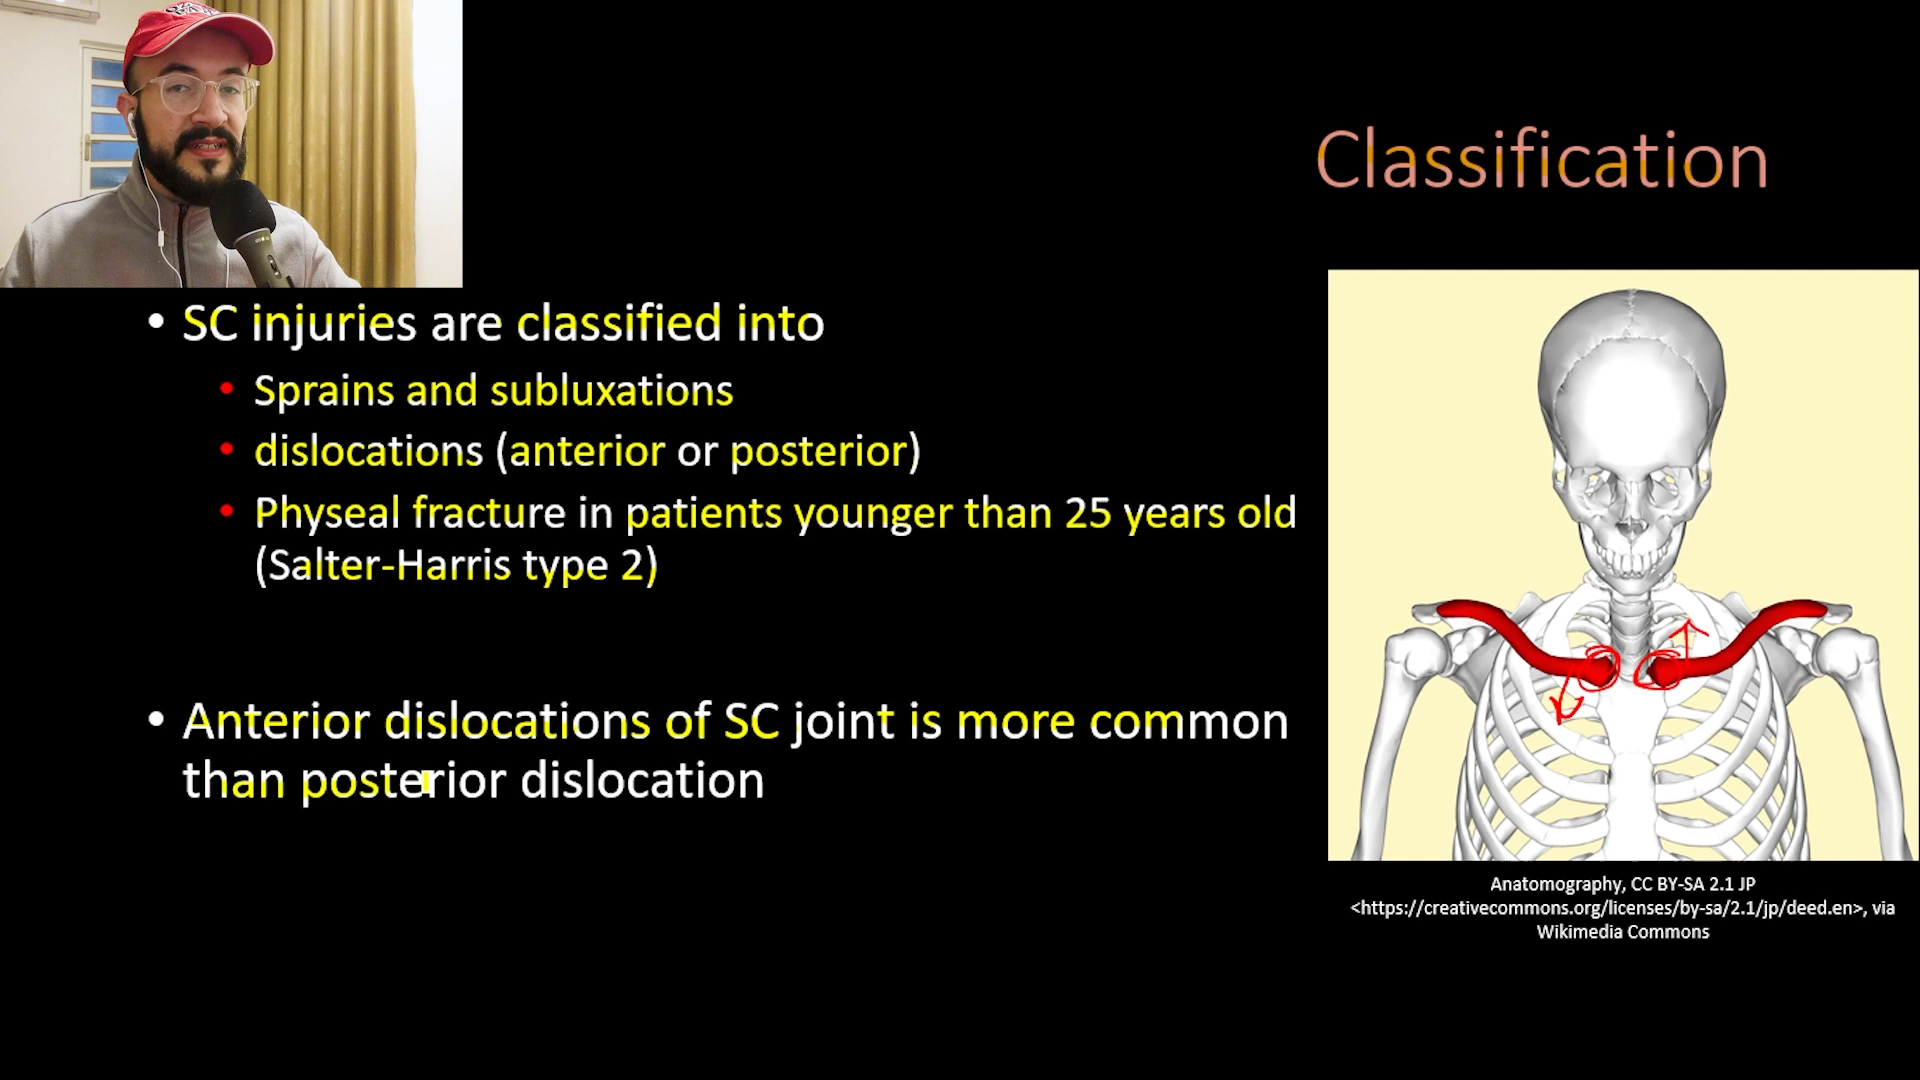 Classification
• SC injuries are classified into
• Sprains and subluxations
• dislocations (anterior or posterior)
• Physeal fracture in patients younger than 25 years old
(Salter-Harris type 2)
• Anterior dislocations of SC joint is more common
than posterior dislocation
Anatomography, CC BY-SA 2.1 JP
<https://creativecommons.org/licenses/by-sa/2.1/jp/deed.en>, via
Wikimedia Commons